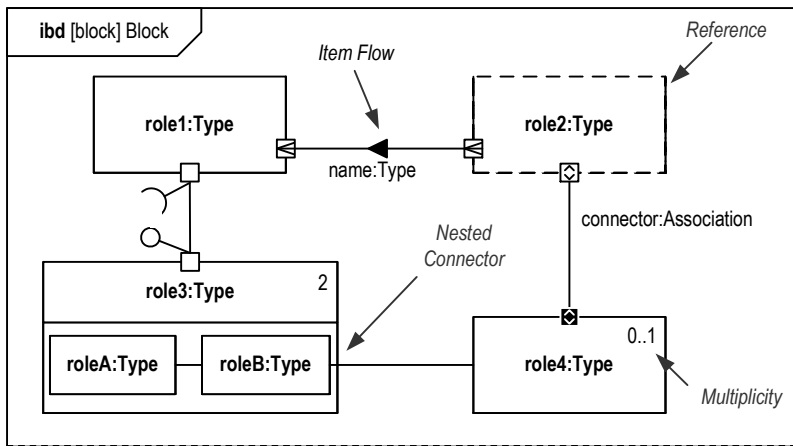 ibd [block] Block
Reference
Item Flow
role1:Type
role2:Type
name:Type
connector:Association
Nested
Connector
role3:Type
2
roleA:Type
roleB:Type
0..1
role4:Type
Multiplicity